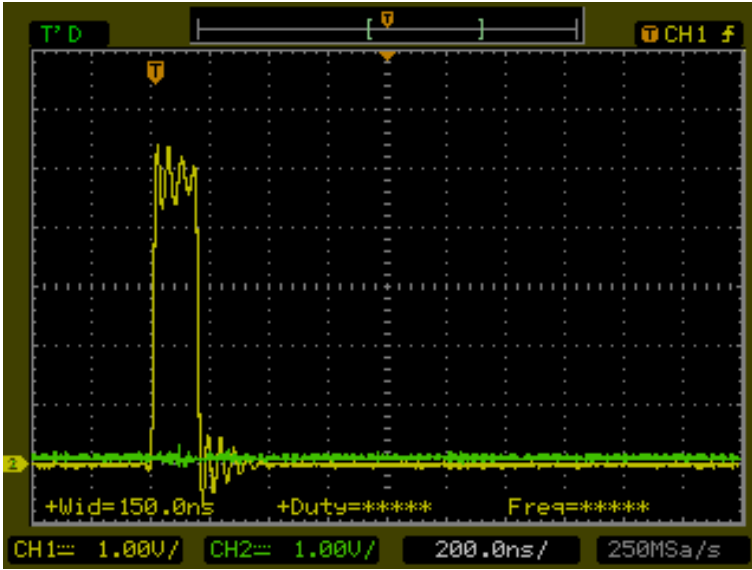 T' D T CH1
T
+Wid=150.0ns +Duty=***** Freq=*****
2
CH1 1.00V/ CH2 1.00V/ 200.0ns/ 250MSa/s